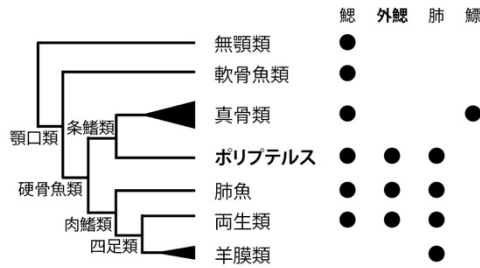 鰓 外鰓 肺 鰾
無顎類
軟骨魚類
真骨類
条鰭類
顎口類
ポリプテルス
硬骨魚類
肺魚
両生類
肉鰭類
四足類
羊膜類